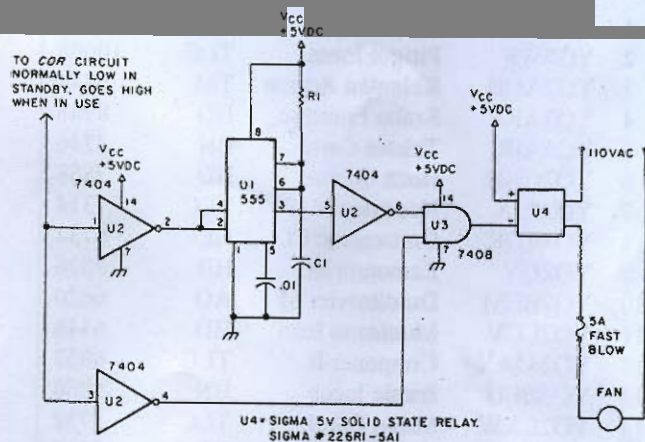 VCC
+5VDC
TO COR CIRCUIT
NORMALLY LOW IN
STANDBY, GOES HIGH
WHEN IN USE
R1
VCC
+5VDC
8
7
6
3
4
2
1
5
U1
555
7404
14
U2
2
7
C1
.01
7404
5
U2
6
VCC
+5VDC
14
U3
7
7408
VCC
+5VDC
+
U4
110VAC
3A
FAST
BLOW
FAN
7404
3
U2
4
U4= SIGMA 5V SOLID STATE RELAY.
SIGMA #226R1-5A1